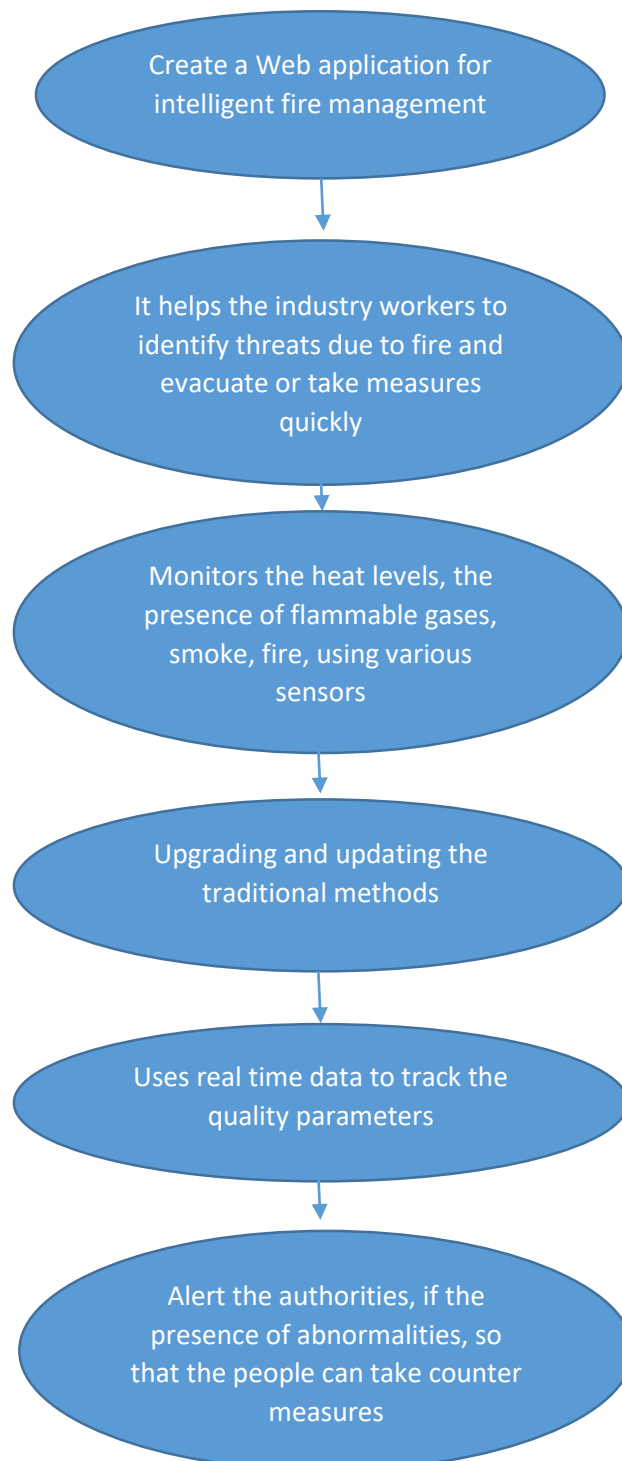 Create a Web application for
intelligent fire management
It helps the industry workers to
identify threats due to fire and
evacuate or take measures
quickly
Monitors the heat levels, the
presence of flammable gases,
smoke, fire, using various
sensors
Upgrading and updating the
traditional methods
Uses real time data to track the
quality parameters
Alert the authorities, if the
presence of abnormalities, so
that the people can take counter
measures